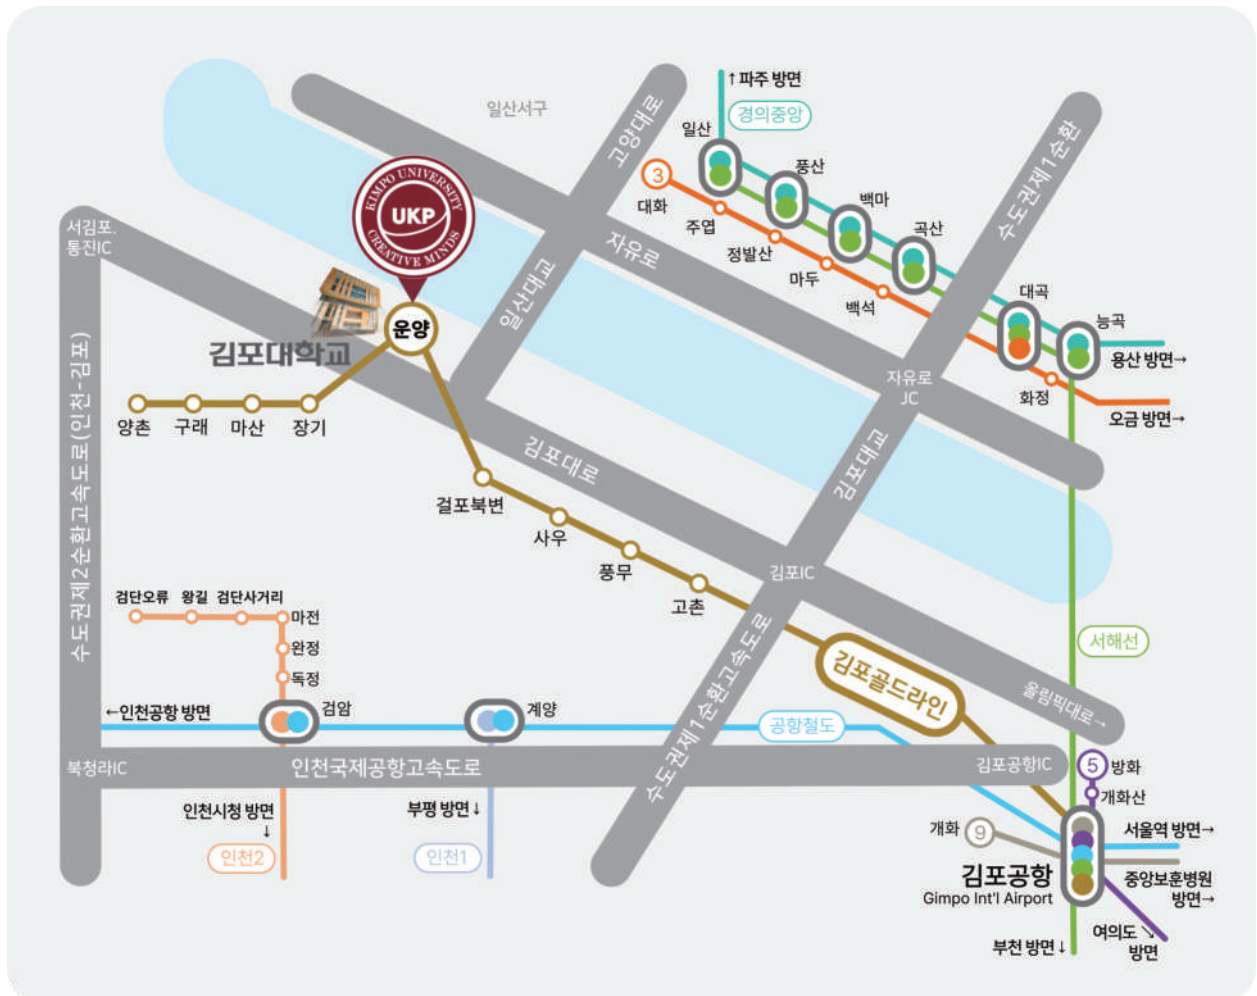 ↑파주 방면
경의중앙
일산서구
고양대로
일산
풍산
백마
곡산
대곡
능곡
용산 방면→
3
대화
주엽
정발산
마두
백석
화정
오금 방면→
수도권제1순환
KIMPO UNIVERSITY
UKP
CREATIVE MINDS
서김포.
통진IC
자유로
일산대교
운양
김포대학교
자유로
JC
양촌
구래
마산
장기
김포대로
김포대교
걸포북변
사우
풍무
고촌
김포IC
수도권제2순환고속도로(인천-김포)
검단오류
왕길
검단사거리
마전
완정
독정
서해선
김포골드라인
올림픽대로→
수도권제1순환고속도로
←인천공항 방면
검암
계양
공항철도
북청라IC
인천국제공항고속도로
김포공항IC
5
방화
개화산
인천시청 방면
↓
인천2
부평 방면↓
인천1
개화
9
서울역 방면→
김포공항
Gimpo Int'l Airport
중앙보훈병원
방면→
여의도 ↘
방면
부천 방면↓